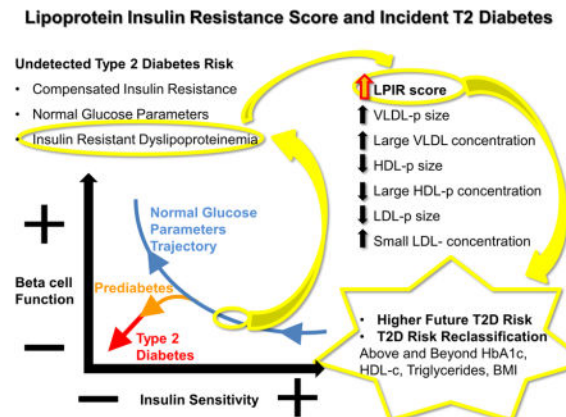 Lipoprotein Insulin Resistance Score and Incident T2 Diabetes
Undetected Type 2 Diabetes Risk
• Compensated Insulin Resistance
• Normal Glucose Parameters
• Insulin Resistant Dyslipoproteinemia
LPIR score
VLDL-p size
Large VLDL concentration
HDL-p size
Large HDL-p concentration
LDL-p size
Small LDL- concentration
+
Beta cell
Function
−
Normal Glucose
Parameters
Trajectory
Prediabetes
Type 2
Diabetes
− Insulin Sensitivity +
• Higher Future T2D Risk
• T2D Risk Reclassification
Above and Beyond HbA1c,
HDL-c, Triglycerides, BMI